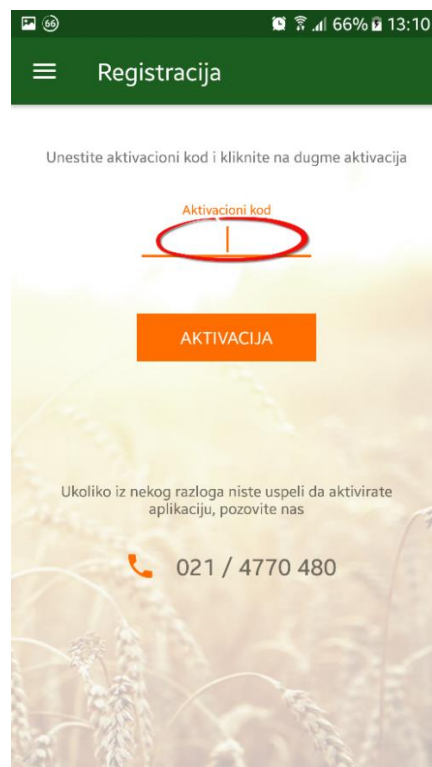 66 66% 13:10
Registracija
Unestite aktivacioni kod i kliknite na dugme aktivacija
Aktivacioni kod
AKTIVACIJA
Ukoliko iz nekog razloga niste uspeli da aktivirate
aplikaciju, pozovite nas
021 / 4770 480